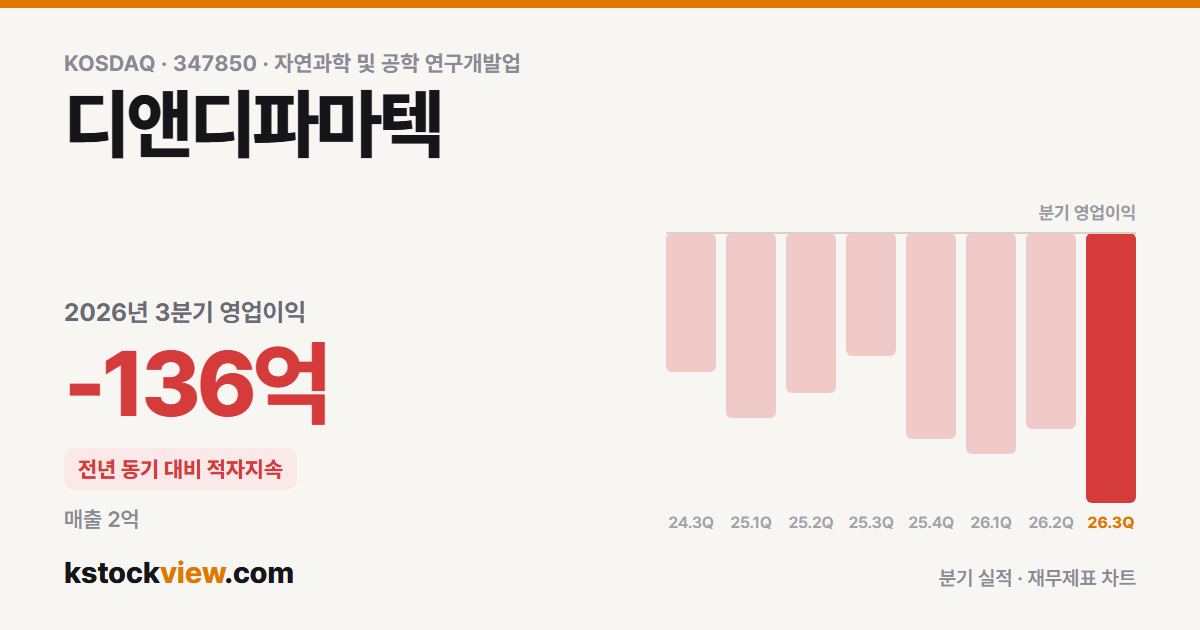 KOSDAQ · 347850 · 자연과학 및 공학 연구개발업
디앤디파마텍
분기 영업이익
2026년 3분기 영업이익
-136억
전년 동기 대비 적자지속
매출 2억
24.3Q 25.1Q 25.2Q 25.3Q 25.4Q 26.1Q 26.2Q 26.3Q
kstockview.com
분기 실적 · 재무제표 차트